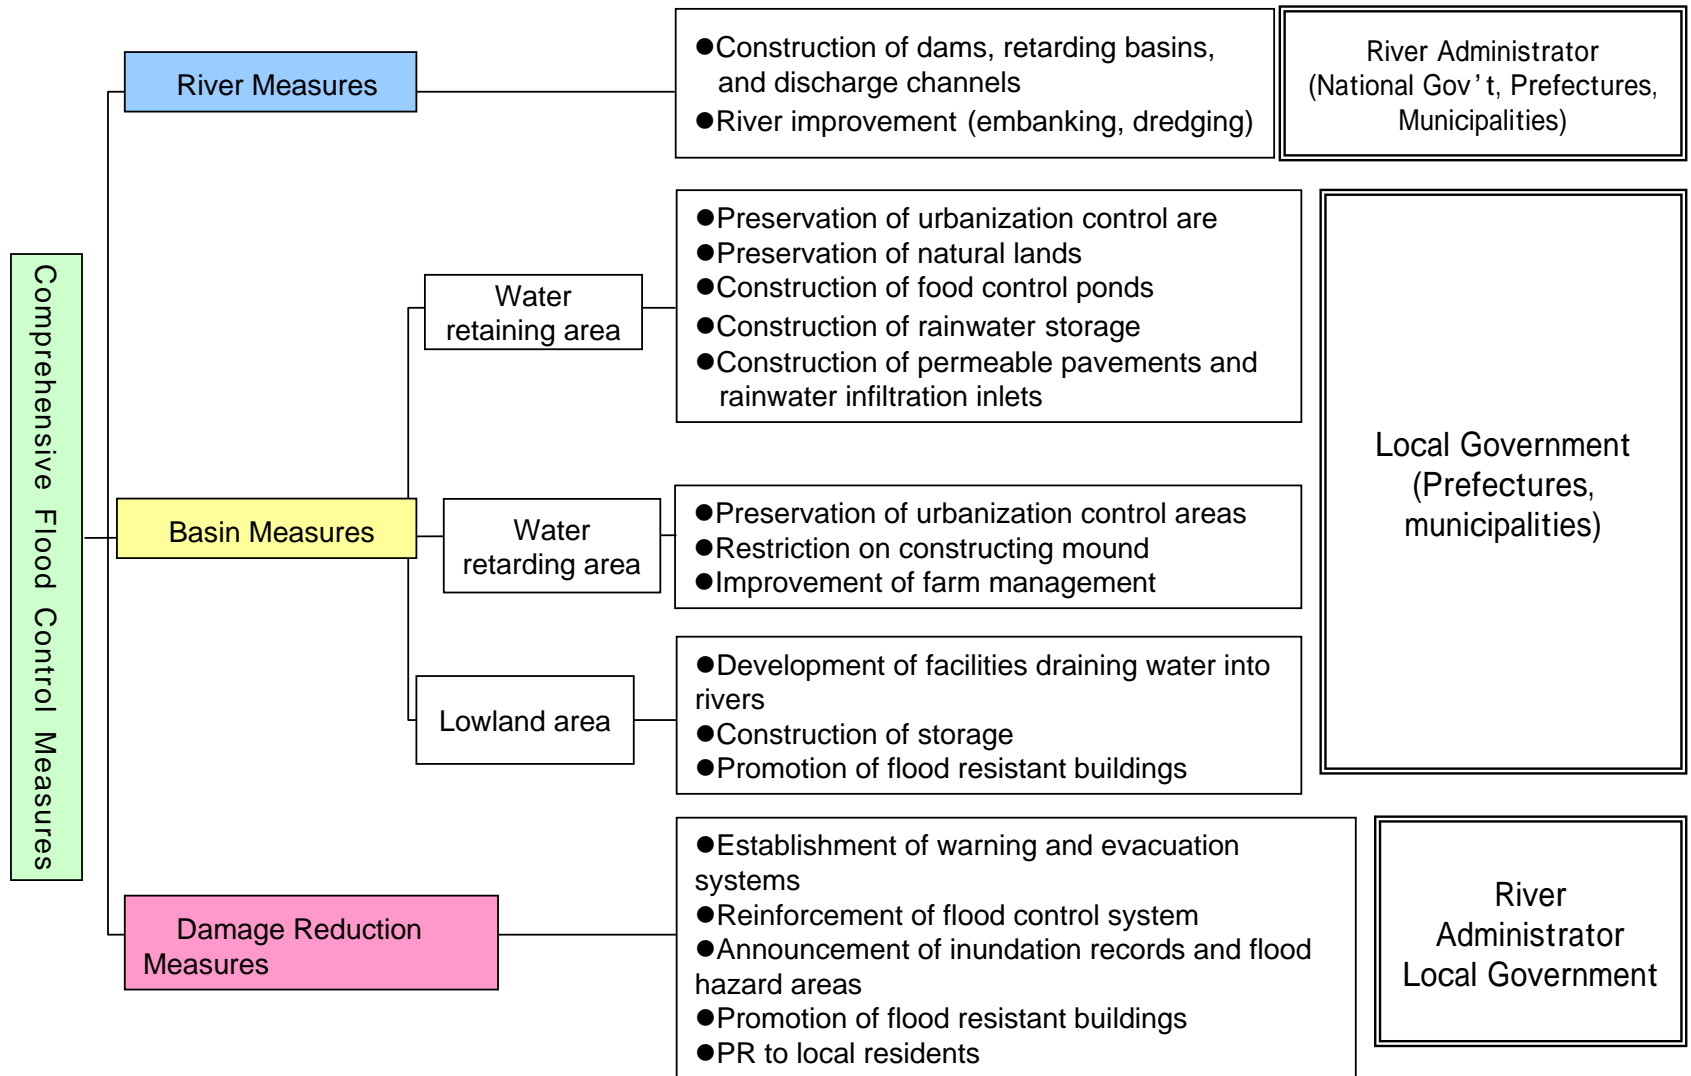 Comprehensive Flood Control Measures
River Measures
●Construction of dams, retarding basins,
and discharge channels
●River improvement (embanking, dredging)
River Administrator
(National Gov't, Prefectures,
Municipalities)
Basin Measures
Water
retaining area
●Preservation of urbanization control are
●Preservation of natural lands
●Construction of food control ponds
●Construction of rainwater storage
●Construction of permeable pavements and
rainwater infiltration inlets
Water
retarding area
●Preservation of urbanization control areas
●Restriction on constructing mound
●Improvement of farm management
Lowland area
●Development of facilities draining water into
rivers
●Construction of storage
●Promotion of flood resistant buildings
Local Government
(Prefectures,
municipalities)
Damage Reduction
Measures
●Establishment of warning and evacuation
systems
●Reinforcement of flood control system
●Announcement of inundation records and flood
hazard areas
●Promotion of flood resistant buildings
●PR to local residents
River
Administrator
Local Government